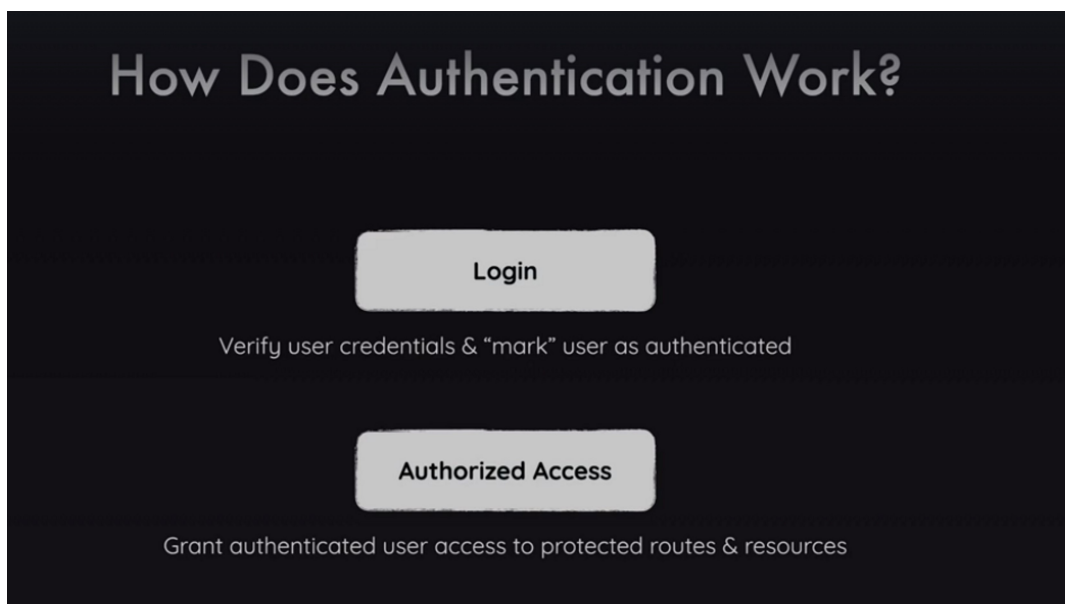 How Does Authentication Work?
Login
Verify user credentials & “mark” user as authenticated
Authorized Access
Grant authenticated user access to protected routes & resources